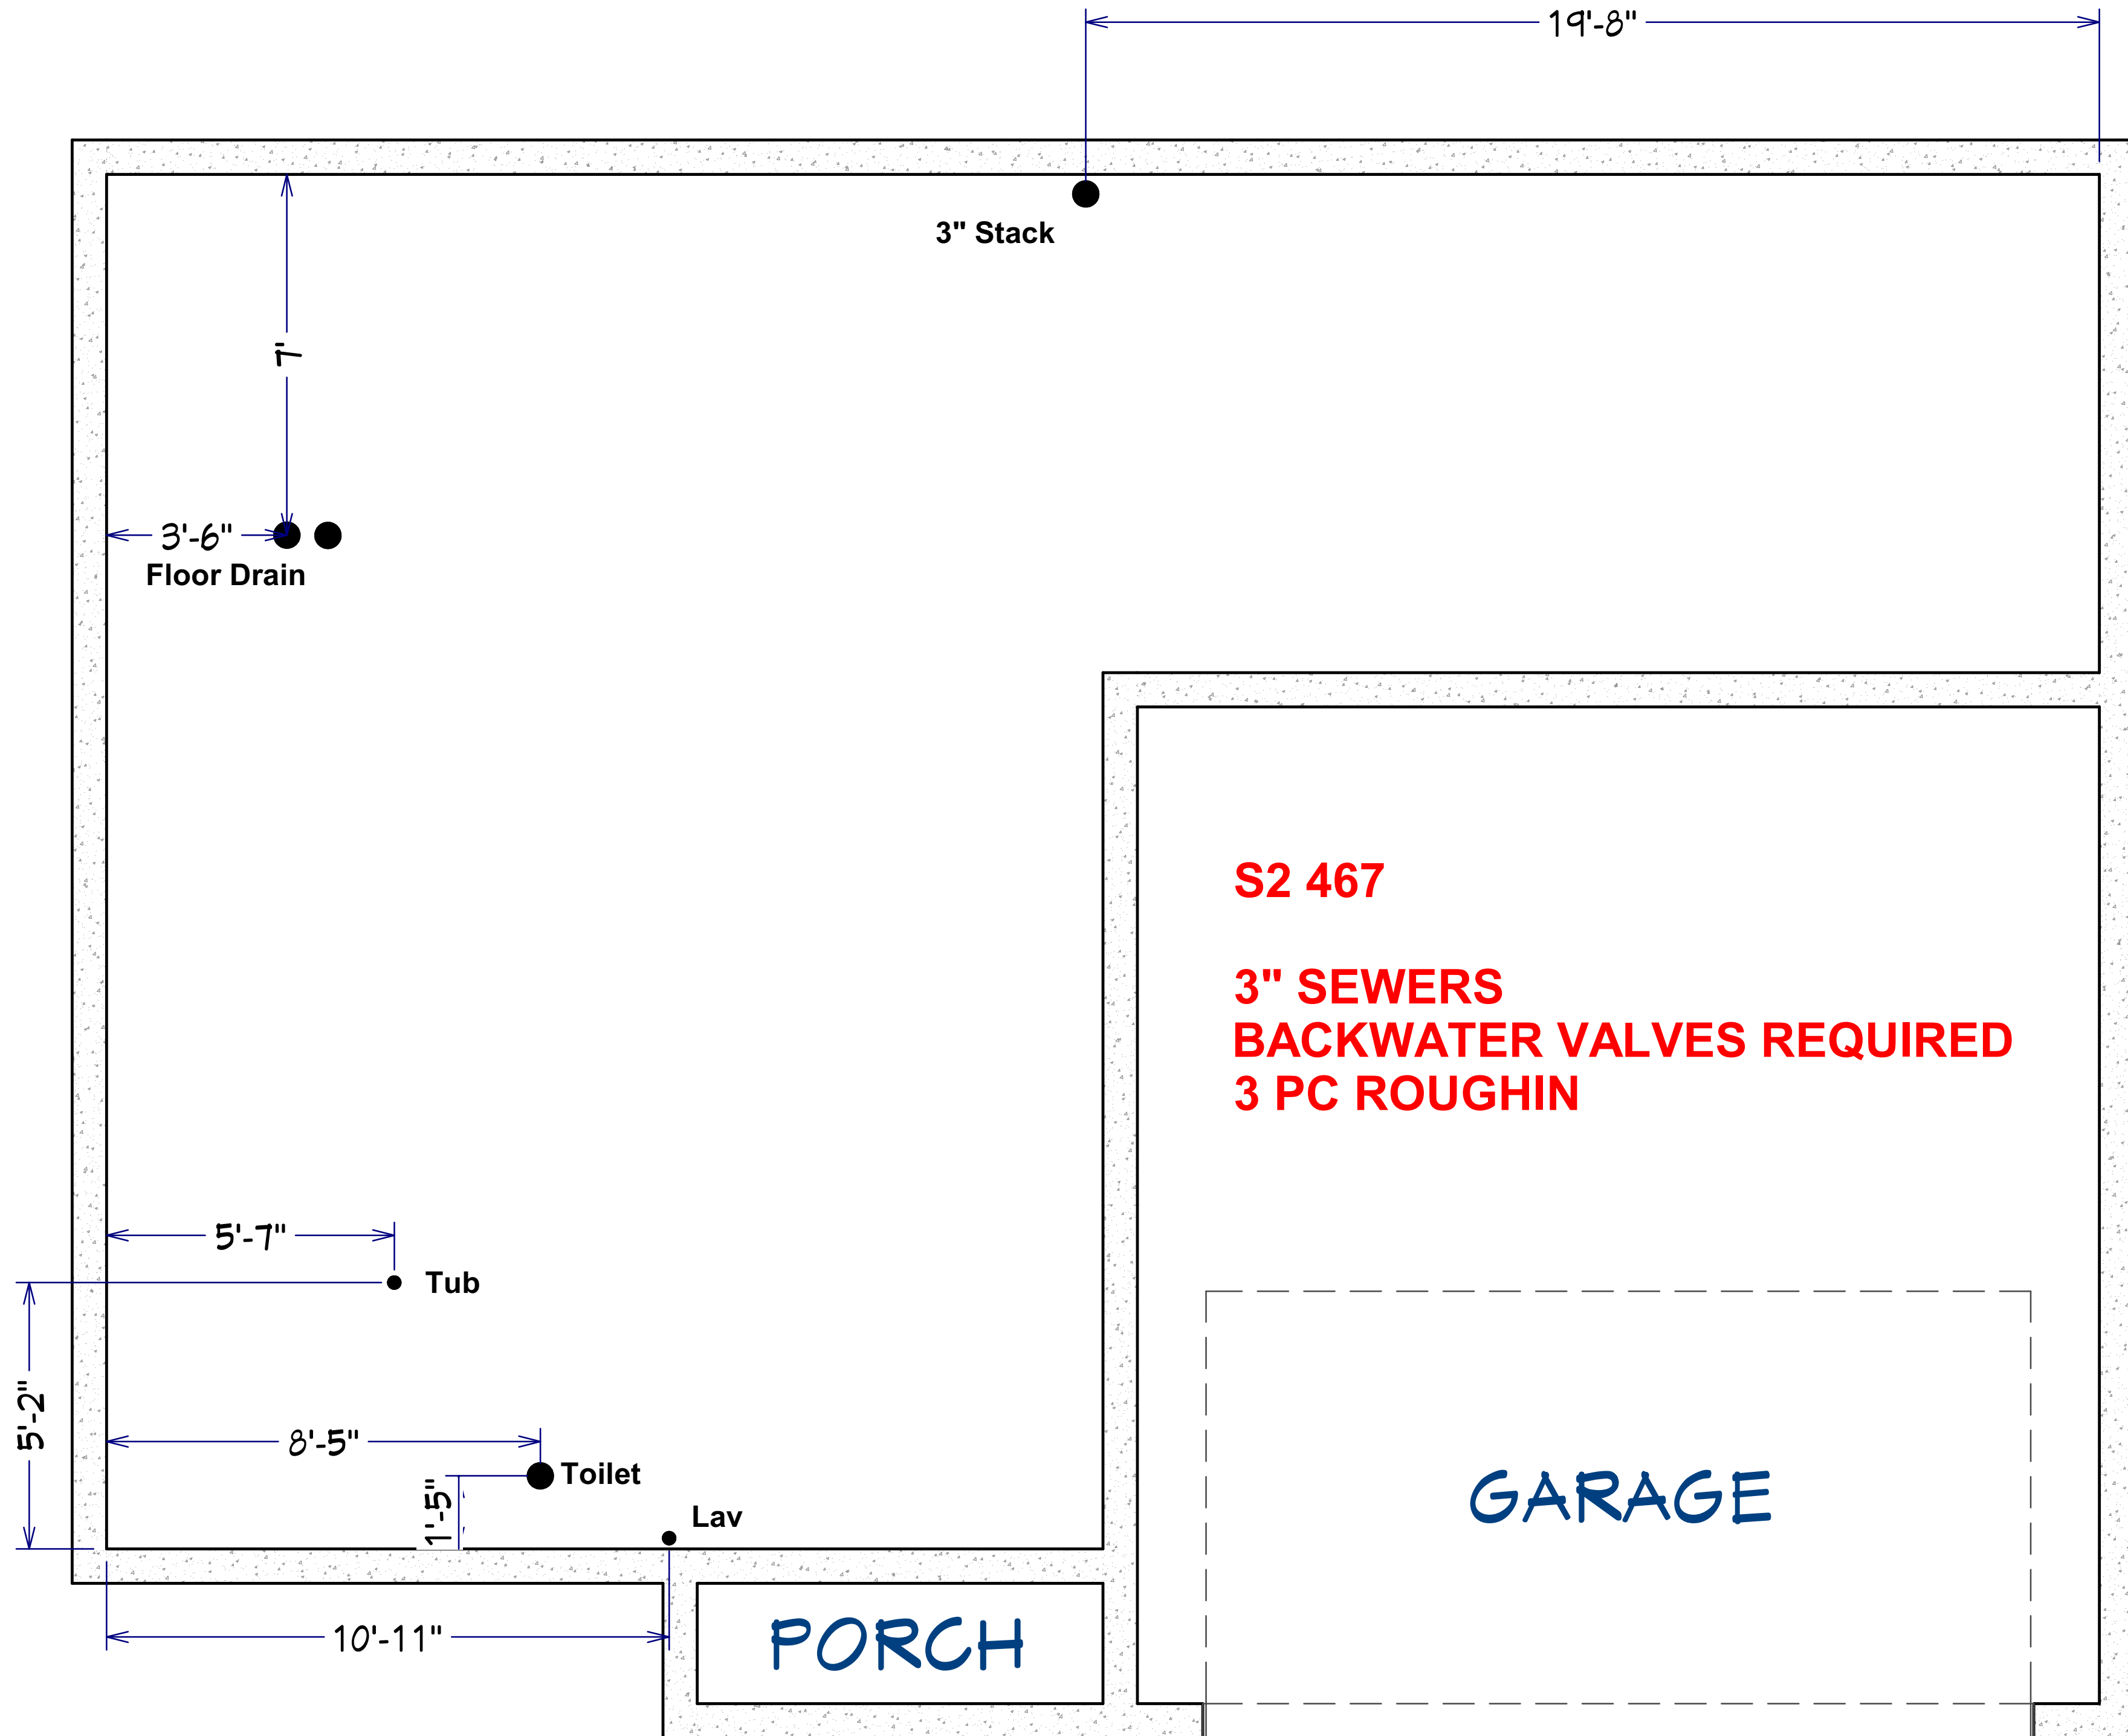 19'-8"
3" Stack
7'
3'-6"
Floor Drain
S2 467
3" SEWERS
BACKWATER VALVES REQUIRED
3 PC ROUGHIN
5'-7"
Tub
5'-2"
8'-5"
Toilet
1'-5"
Lav
GARAGE
10'-11"
PORCH